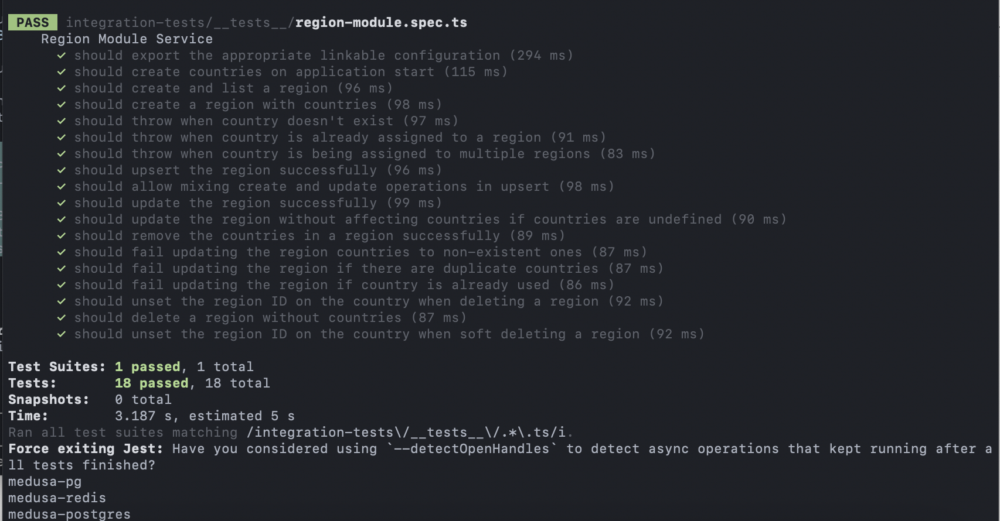 PASS integration-tests/__tests__/region-module.spec.ts
Region Module Service
✓ should export the appropriate linkable configuration (294 ms)
✓ should create countries on application start (115 ms)
✓ should create and list a region (96 ms)
✓ should create a region with countries (98 ms)
✓ should throw when country doesn't exist (97 ms)
✓ should throw when country is already assigned to a region (91 ms)
✓ should throw when country is being assigned to multiple regions (83 ms)
✓ should upsert the region successfully (96 ms)
✓ should allow mixing create and update operations in upsert (98 ms)
✓ should update the region successfully (99 ms)
✓ should update the region without affecting countries if countries are undefined (90 ms)
✓ should remove the countries in a region successfully (89 ms)
✓ should fail updating the region countries to non-existent ones (87 ms)
✓ should fail updating the region if there are duplicate countries (87 ms)
✓ should fail updating the region if country is already used (86 ms)
✓ should unset the region ID on the country when deleting a region (92 ms)
✓ should delete a region without countries (87 ms)
✓ should unset the region ID on the country when soft deleting a region (92 ms)
Test Suites: 1 passed, 1 total
Tests: 18 passed, 18 total
Snapshots: 0 total
Time: 3.187 s, estimated 5 s
Ran all test suites matching /integration-tests\/__tests__\/.*\.ts/i.
Force exiting Jest: Have you considered using `--detectOpenHandles` to detect async operations that kept running after a
ll tests finished?
medusa-pg
medusa-redis
medusa-postgres